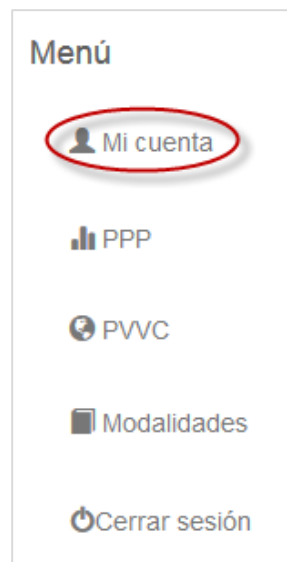 Menú
Mi cuenta
PPP
PVVC
Modalidades
Cerrar sesión